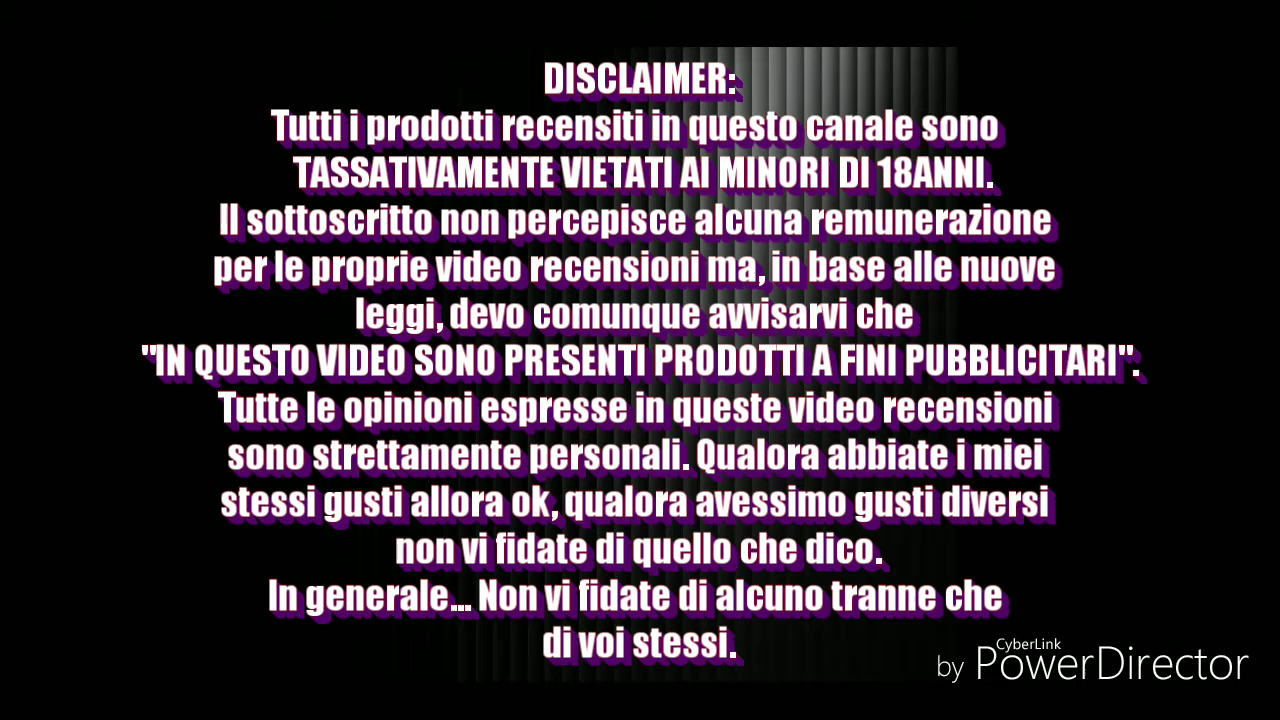 DISCLAIMER:
Tutti i prodotti recensiti in questo canale sono
TASSATIVAMENTE VIETATI AI MINORI DI 18ANNI.
Il sottoscritto non percepisce alcuna remunerazione
per le proprie video recensioni ma, in base alle nuove
leggi, devo comunque avvisarvi che
"IN QUESTO VIDEO SONO PRESENTI PRODOTTI A FINI PUBBLICITARI".
Tutte le opinioni espresse in queste video recensioni
sono strettamente personali. Qualora abbiate i miei
stessi gusti allora ok, qualora avessimo gusti diversi
non vi fidate di quello che dico.
In generale... Non vi fidate di alcuno tranne che
di voi stessi.
CyberLink
by PowerDirector